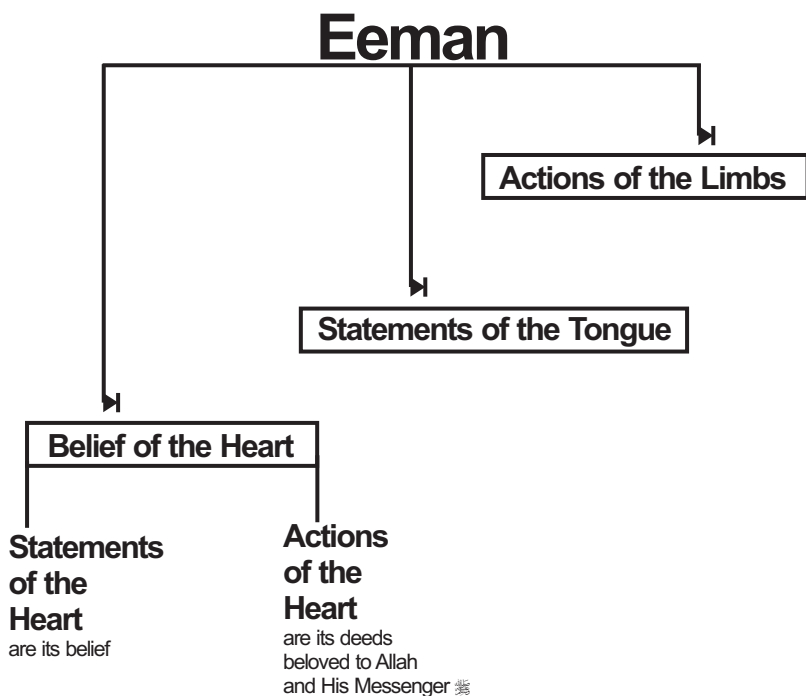 Eeman
Actions of the Limbs
Statements of the Tongue
Belief of the Heart
Statements
of the
Heart
are its belief
Actions
of the
Heart
are its deeds
beloved to Allah
and His Messenger ﷺ